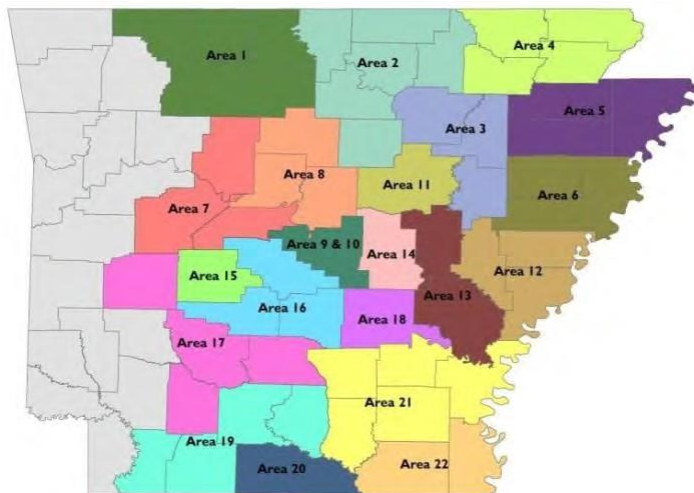 Area 1
Area 2
Area 4
Area 3
Area 5
Area 6
Area 7
Area 8
Area 11
Area 9 & 10
Area 14
Area 12
Area 15
Area 13
Area 16
Area 18
Area 17
Area 21
Area 19
Area 20
Area 22